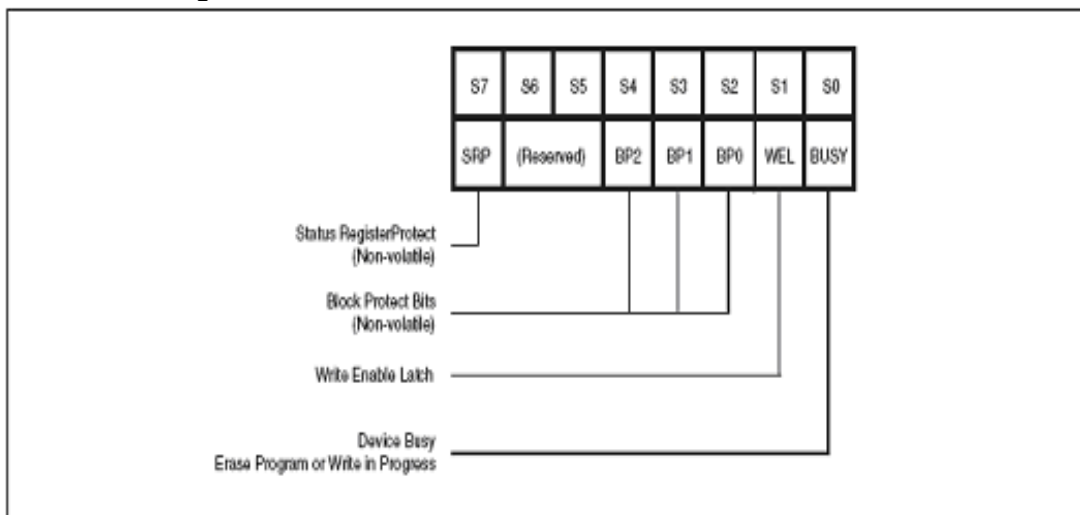 S7 S6 S5 S4 S3 S2 S1 S0
SRP (Reserved) BP2 BP1 BP0 WEL BUSY
Status RegisterProtect
(Non-volatile)
Block Protect Bits
(Non-volatile)
Write Enable Latch
Device Busy
Erase Program or Write in Progress